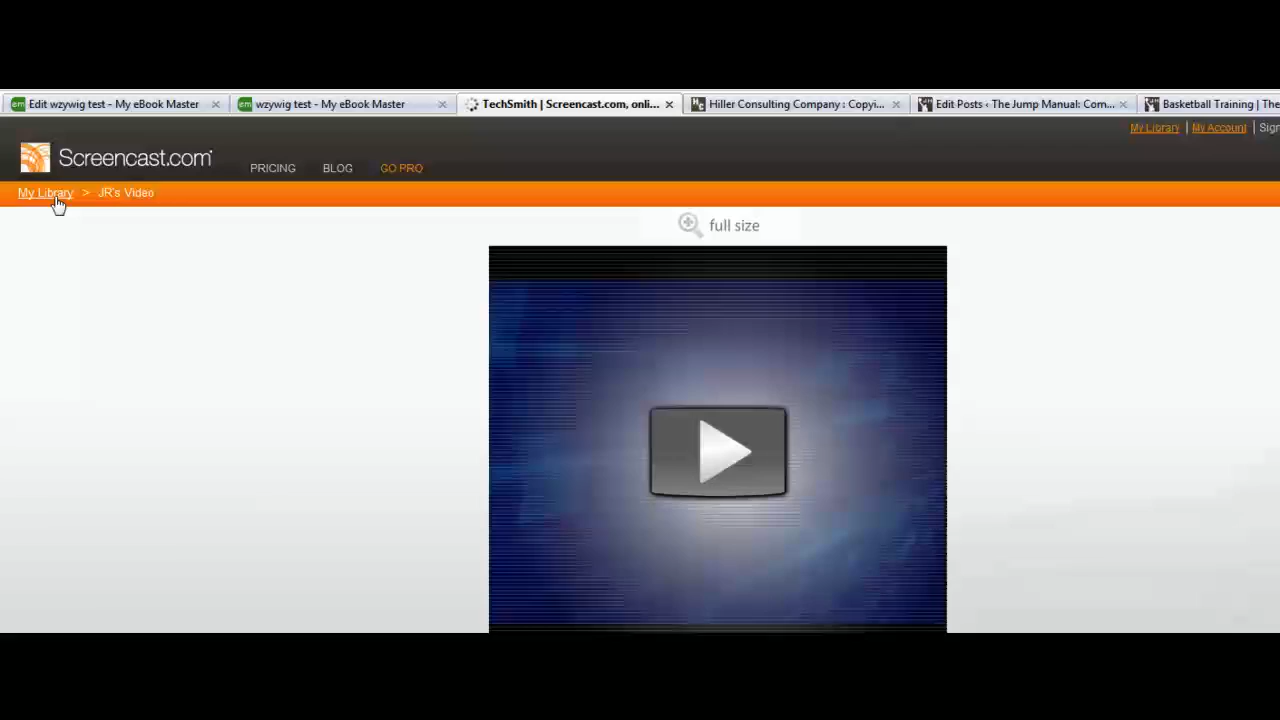 Edit wzywig test - My eBook Master
wzywig test - My eBook Master
TechSmith | Screencast.com, onli...
Hiller Consulting Company : Copyi...
Edit Posts ‹ The Jump Manual: Com...
Basketball Training | The
My Library | My Account | Sign
Screencast.com
PRICING BLOG GO PRO
My Library > JR's Video
full size